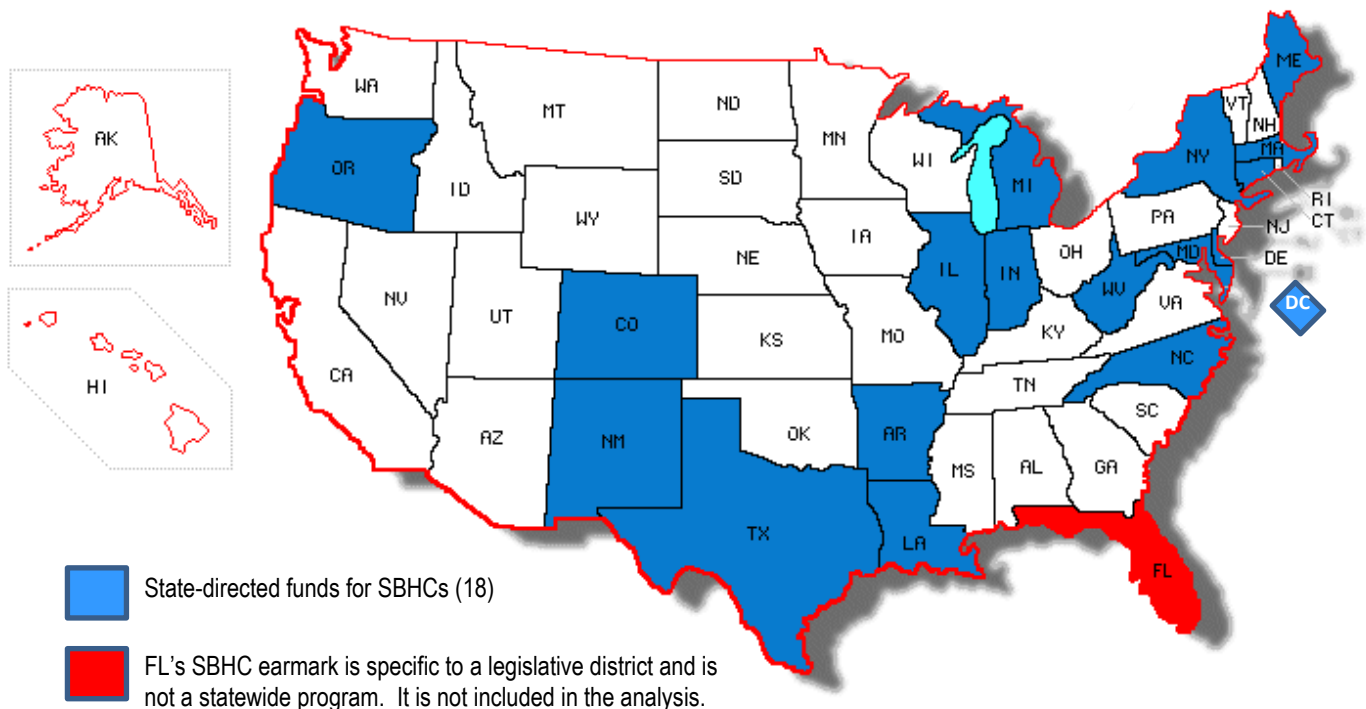 ME
WA
VT
MT
ND
NH
MN
AK
MA
OR
NY
WI
ID
SD
MI
RI
WY
CT
PA
NJ
IA
NE
OH
MD
DE
IL
IN
NV
WV
VA
DC
UT
CO
KS
MO
KY
CA
NC
HI
TN
SC
AZ
OK
NM
AR
MS
AL
GA
TX
LA
FL
State-directed funds for SBHCs (18)
FL's SBHC earmark is specific to a legislative district and is
not a statewide program.  It is not included in the analysis.